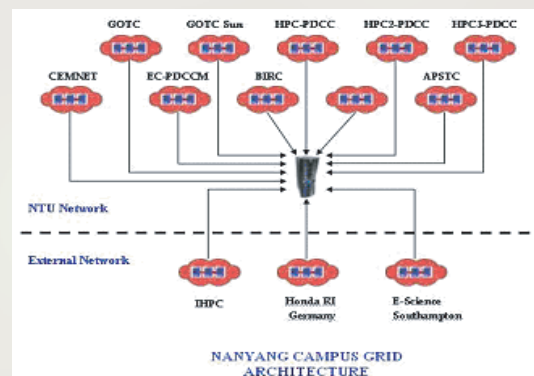 GOTC GOTC Sun HPC-PDCC HPC2-PDCC HPC3-PDCC
CEMNET EC-PDCCM BIRC APSTC
NTU Network
External Network
IHPC Honda RI E-Science
Germany Southampton
NANYANG CAMPUS GRID
ARCHITECTURE